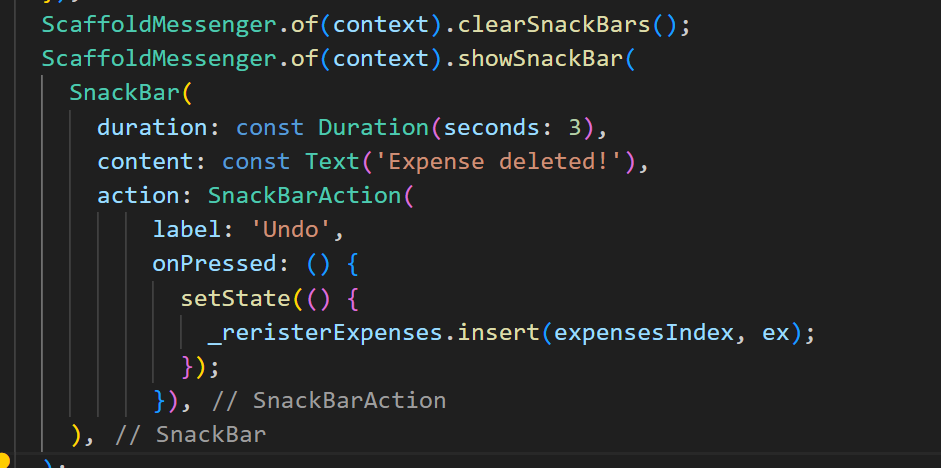 });
ScaffoldMessenger.of(context).clearSnackBars();
ScaffoldMessenger.of(context).showSnackBar(
  SnackBar(
    duration: const Duration(seconds: 3),
    content: const Text('Expense deleted!'),
    action: SnackBarAction(
        label: 'Undo',
        onPressed: () {
          setState(() {
            _reristerExpenses.insert(expensesIndex, ex);
          });
        }), // SnackBarAction
  ), // SnackBar
);